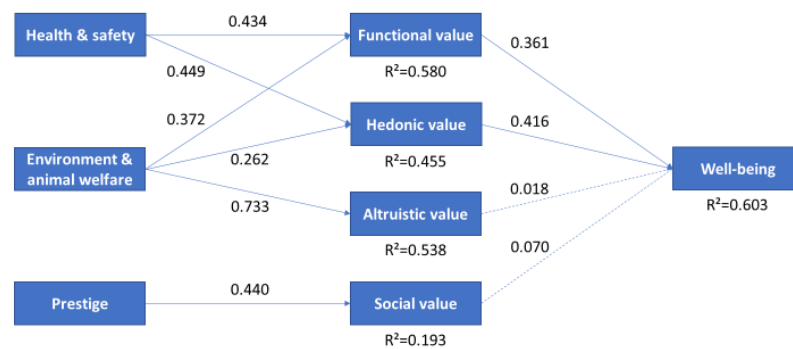 Health & safety
0.434
Functional value
0.361
R²=0.580
0.449
0.372
Hedonic value
0.416
Environment &
animal welfare
0.262
R²=0.455
Well-being
0.733
Altruistic value
0.018
R²=0.603
R²=0.538
0.070
Prestige
0.440
Social value
R²=0.193